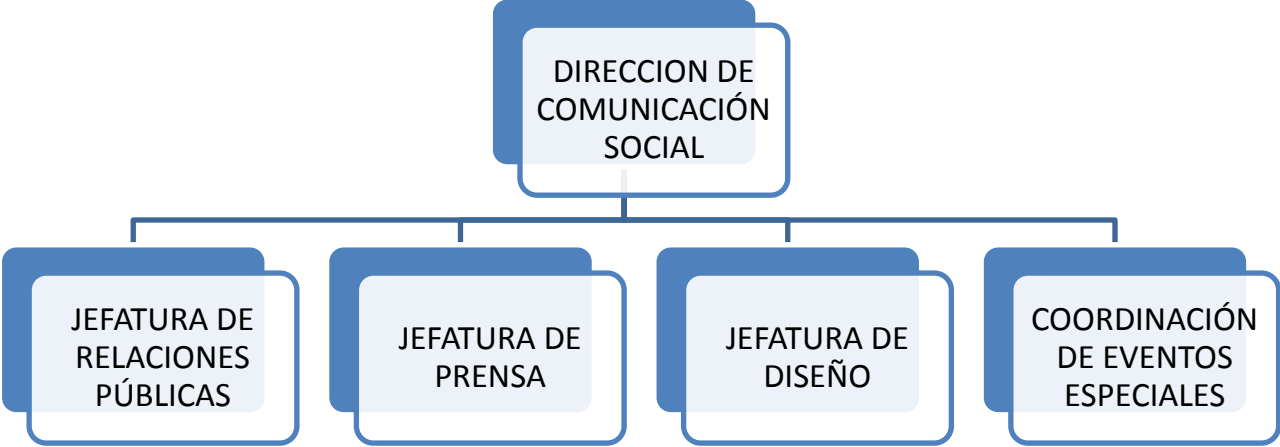 DIRECCION DE
COMUNICACIÓN
SOCIAL
JEFATURA DE
RELACIONES
PÚBLICAS
JEFATURA DE
PRENSA
JEFATURA DE
DISEÑO
COORDINACIÓN
DE EVENTOS
ESPECIALES